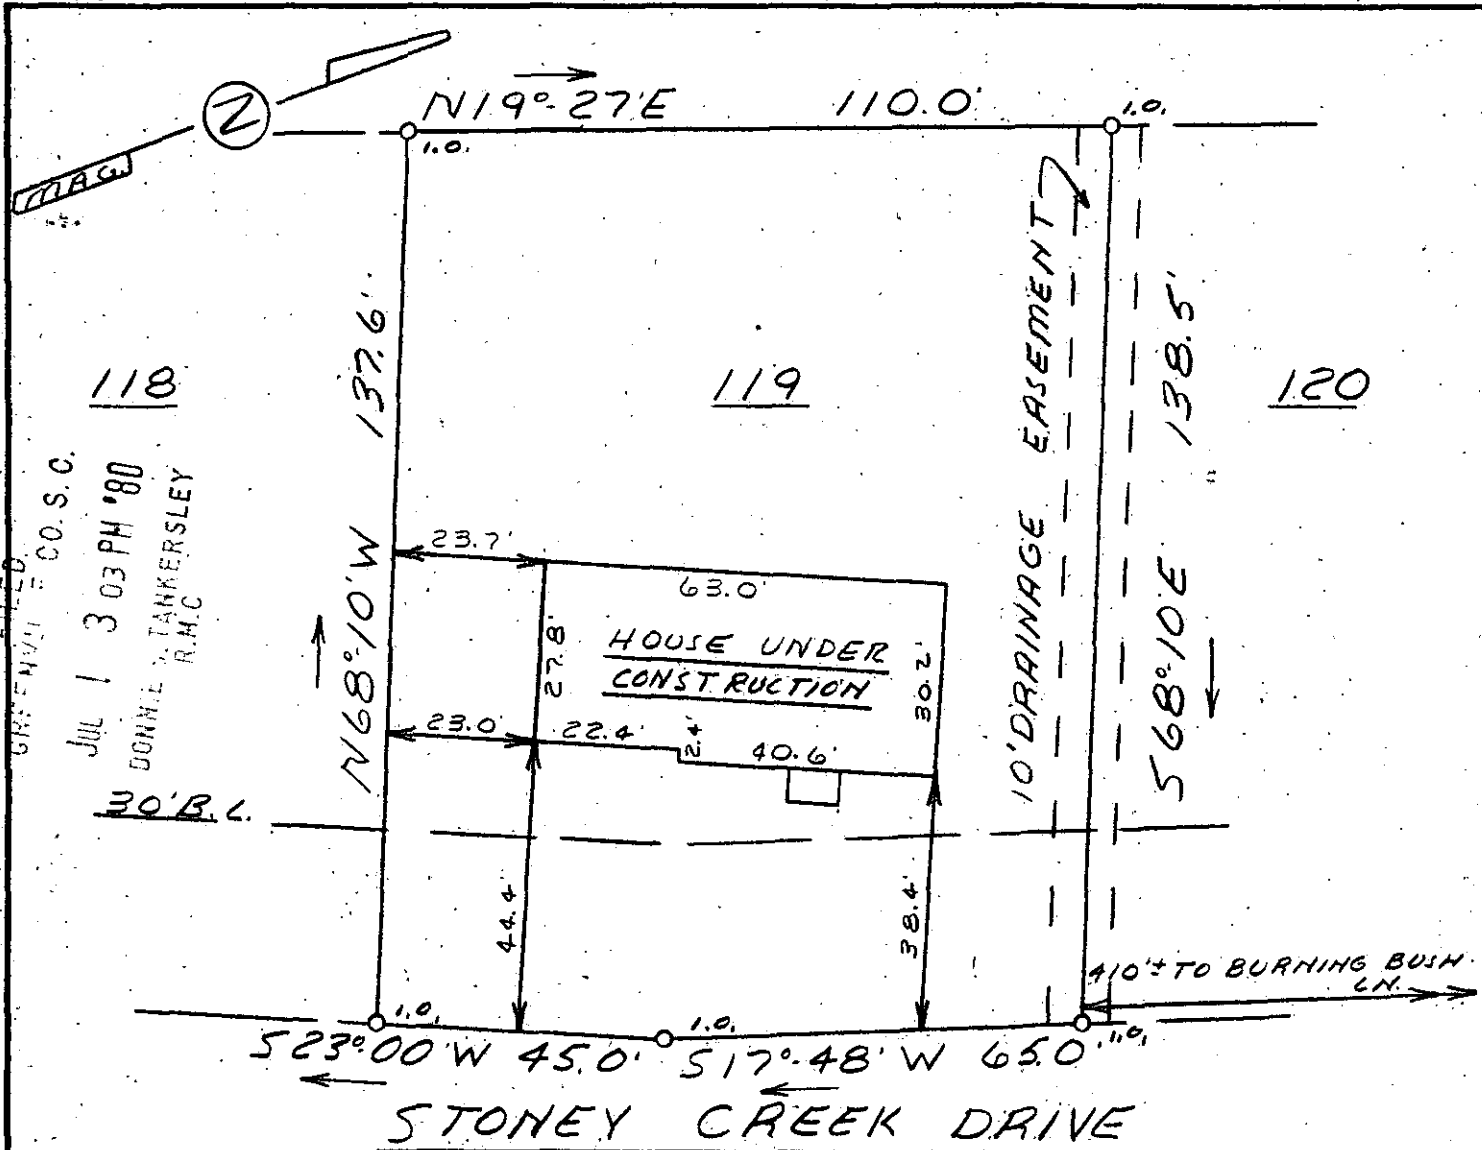 N19°-27'E 110.0'
I.O.
I.O.
Z
MAG.
10' DRAINAGE EASEMENT
137.6'
138.5'
118
119
120
CO. S. C.
JUL 1 3 03 PM '80
TANKERSLEY
R.M.C
N68°-10'W
S68°-10'E
23.7'
63.0'
HOUSE UNDER
CONSTRUCTION
27.8'
30.2'
23.0'
22.4'
2.4'
40.6'
30' B.L.
44.4'
38.4'
410'± TO BURNING BUSH
LN.
I.O.
I.O.
I.O.
S23°-00'W 45.0' S17°-48'W 65.0'
STONEY CREEK DRIVE